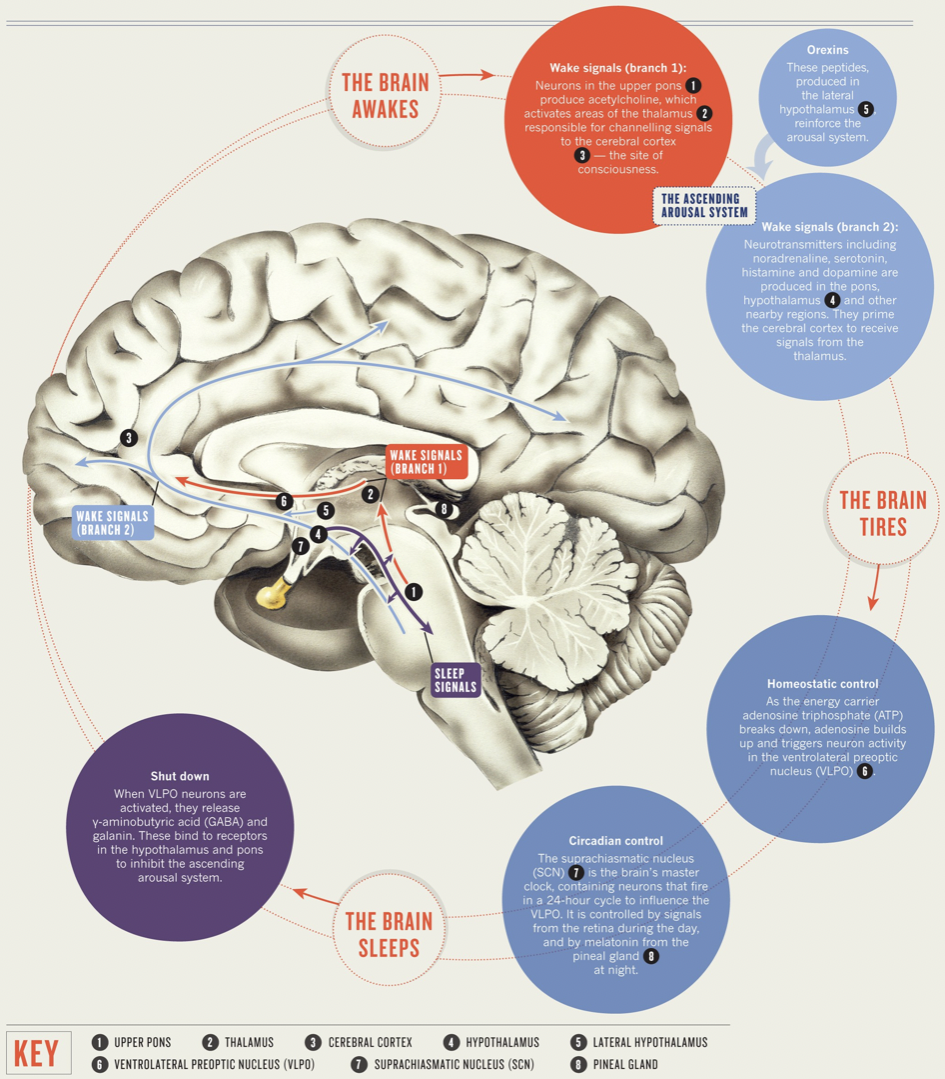 THE BRAIN
AWAKES
Wake signals (branch 1):
Neurons in the upper pons 1
produce acetylcholine, which
activates areas of the thalamus 2
responsible for channelling signals
to the cerebral cortex
3 — the site of
consciousness.
Orexins
These peptides,
produced in
the lateral
hypothalamus 5,
reinforce the
arousal system.
THE ASCENDING
AROUSAL SYSTEM
Wake signals (branch 2):
Neurotransmitters including
noradrenaline, serotonin,
histamine and dopamine are
produced in the pons,
hypothalamus 4 and other
nearby regions. They prime
the cerebral cortex to receive
signals from the
thalamus.
3
WAKE SIGNALS
(BRANCH 1)
6
2
5
8
4
7
1
WAKE SIGNALS
(BRANCH 2)
SLEEP
SIGNALS
THE BRAIN
TIRES
Homeostatic control
As the energy carrier
adenosine triphosphate (ATP)
breaks down, adenosine builds
up and triggers neuron activity
in the ventrolateral preoptic
nucleus (VLPO) 6.
Circadian control
The suprachiasmatic nucleus
(SCN) 7 is the brain's master
clock, containing neurons that fire
in a 24-hour cycle to influence the
VLPO. It is controlled by signals
from the retina during the day,
and by melatonin from the
pineal gland 8
at night.
THE BRAIN
SLEEPS
Shut down
When VLPO neurons are
activated, they release
γ-aminobutyric acid (GABA) and
galanin. These bind to receptors
in the hypothalamus and pons
to inhibit the ascending
arousal system.
KEY
1 UPPER PONS 2 THALAMUS 3 CEREBRAL CORTEX 4 HYPOTHALAMUS 5 LATERAL HYPOTHALAMUS
6 VENTROLATERAL PREOPTIC NUCLEUS (VLPO) 7 SUPRACHIASMATIC NUCLEUS (SCN) 8 PINEAL GLAND